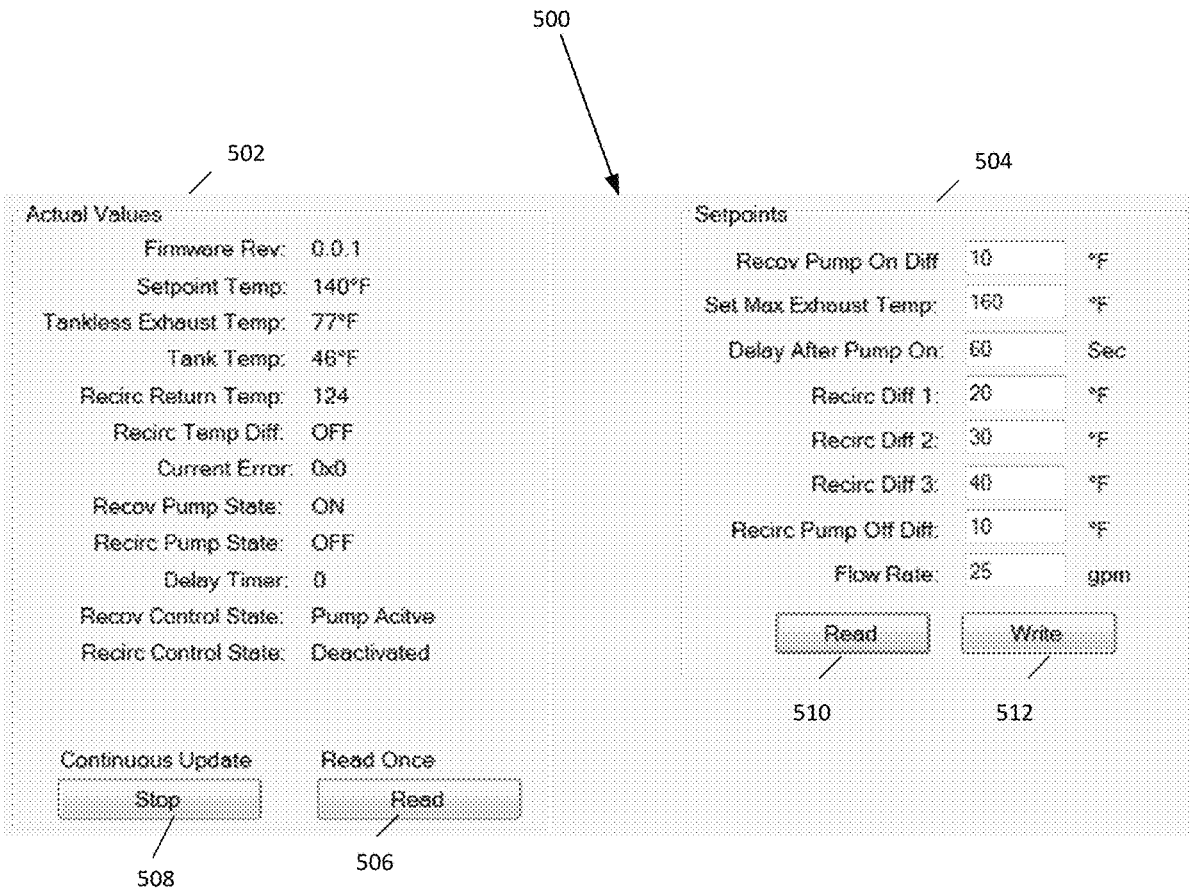 500
502
504
Actual Values
Firmware Rev: 0.0.1
Setpoint Temp: 140°F
Tankless Exhaust Temp: 77°F
Tank Temp: 46°F
Recirc Return Temp: 124
Recirc Temp Diff: OFF
Current Error: 0x0
Recov Pump State: ON
Recirc Pump State: OFF
Delay Timer: 0
Recov Control State: Pump Acitve
Recirc Control State: Deactivated
Continuous Update Read Once
Stop Read
508
506
Setpoints
Recov Pump On Diff 10 °F
Set Max Exhaust Temp: 160 °F
Delay After Pump On: 60 Sec
Recirc Diff 1: 20 °F
Recirc Diff 2: 30 °F
Recirc Diff 3: 40 °F
Recirc Pump Off Diff: 10 °F
Flow Rate: 25 gpm
Read Write
510
512